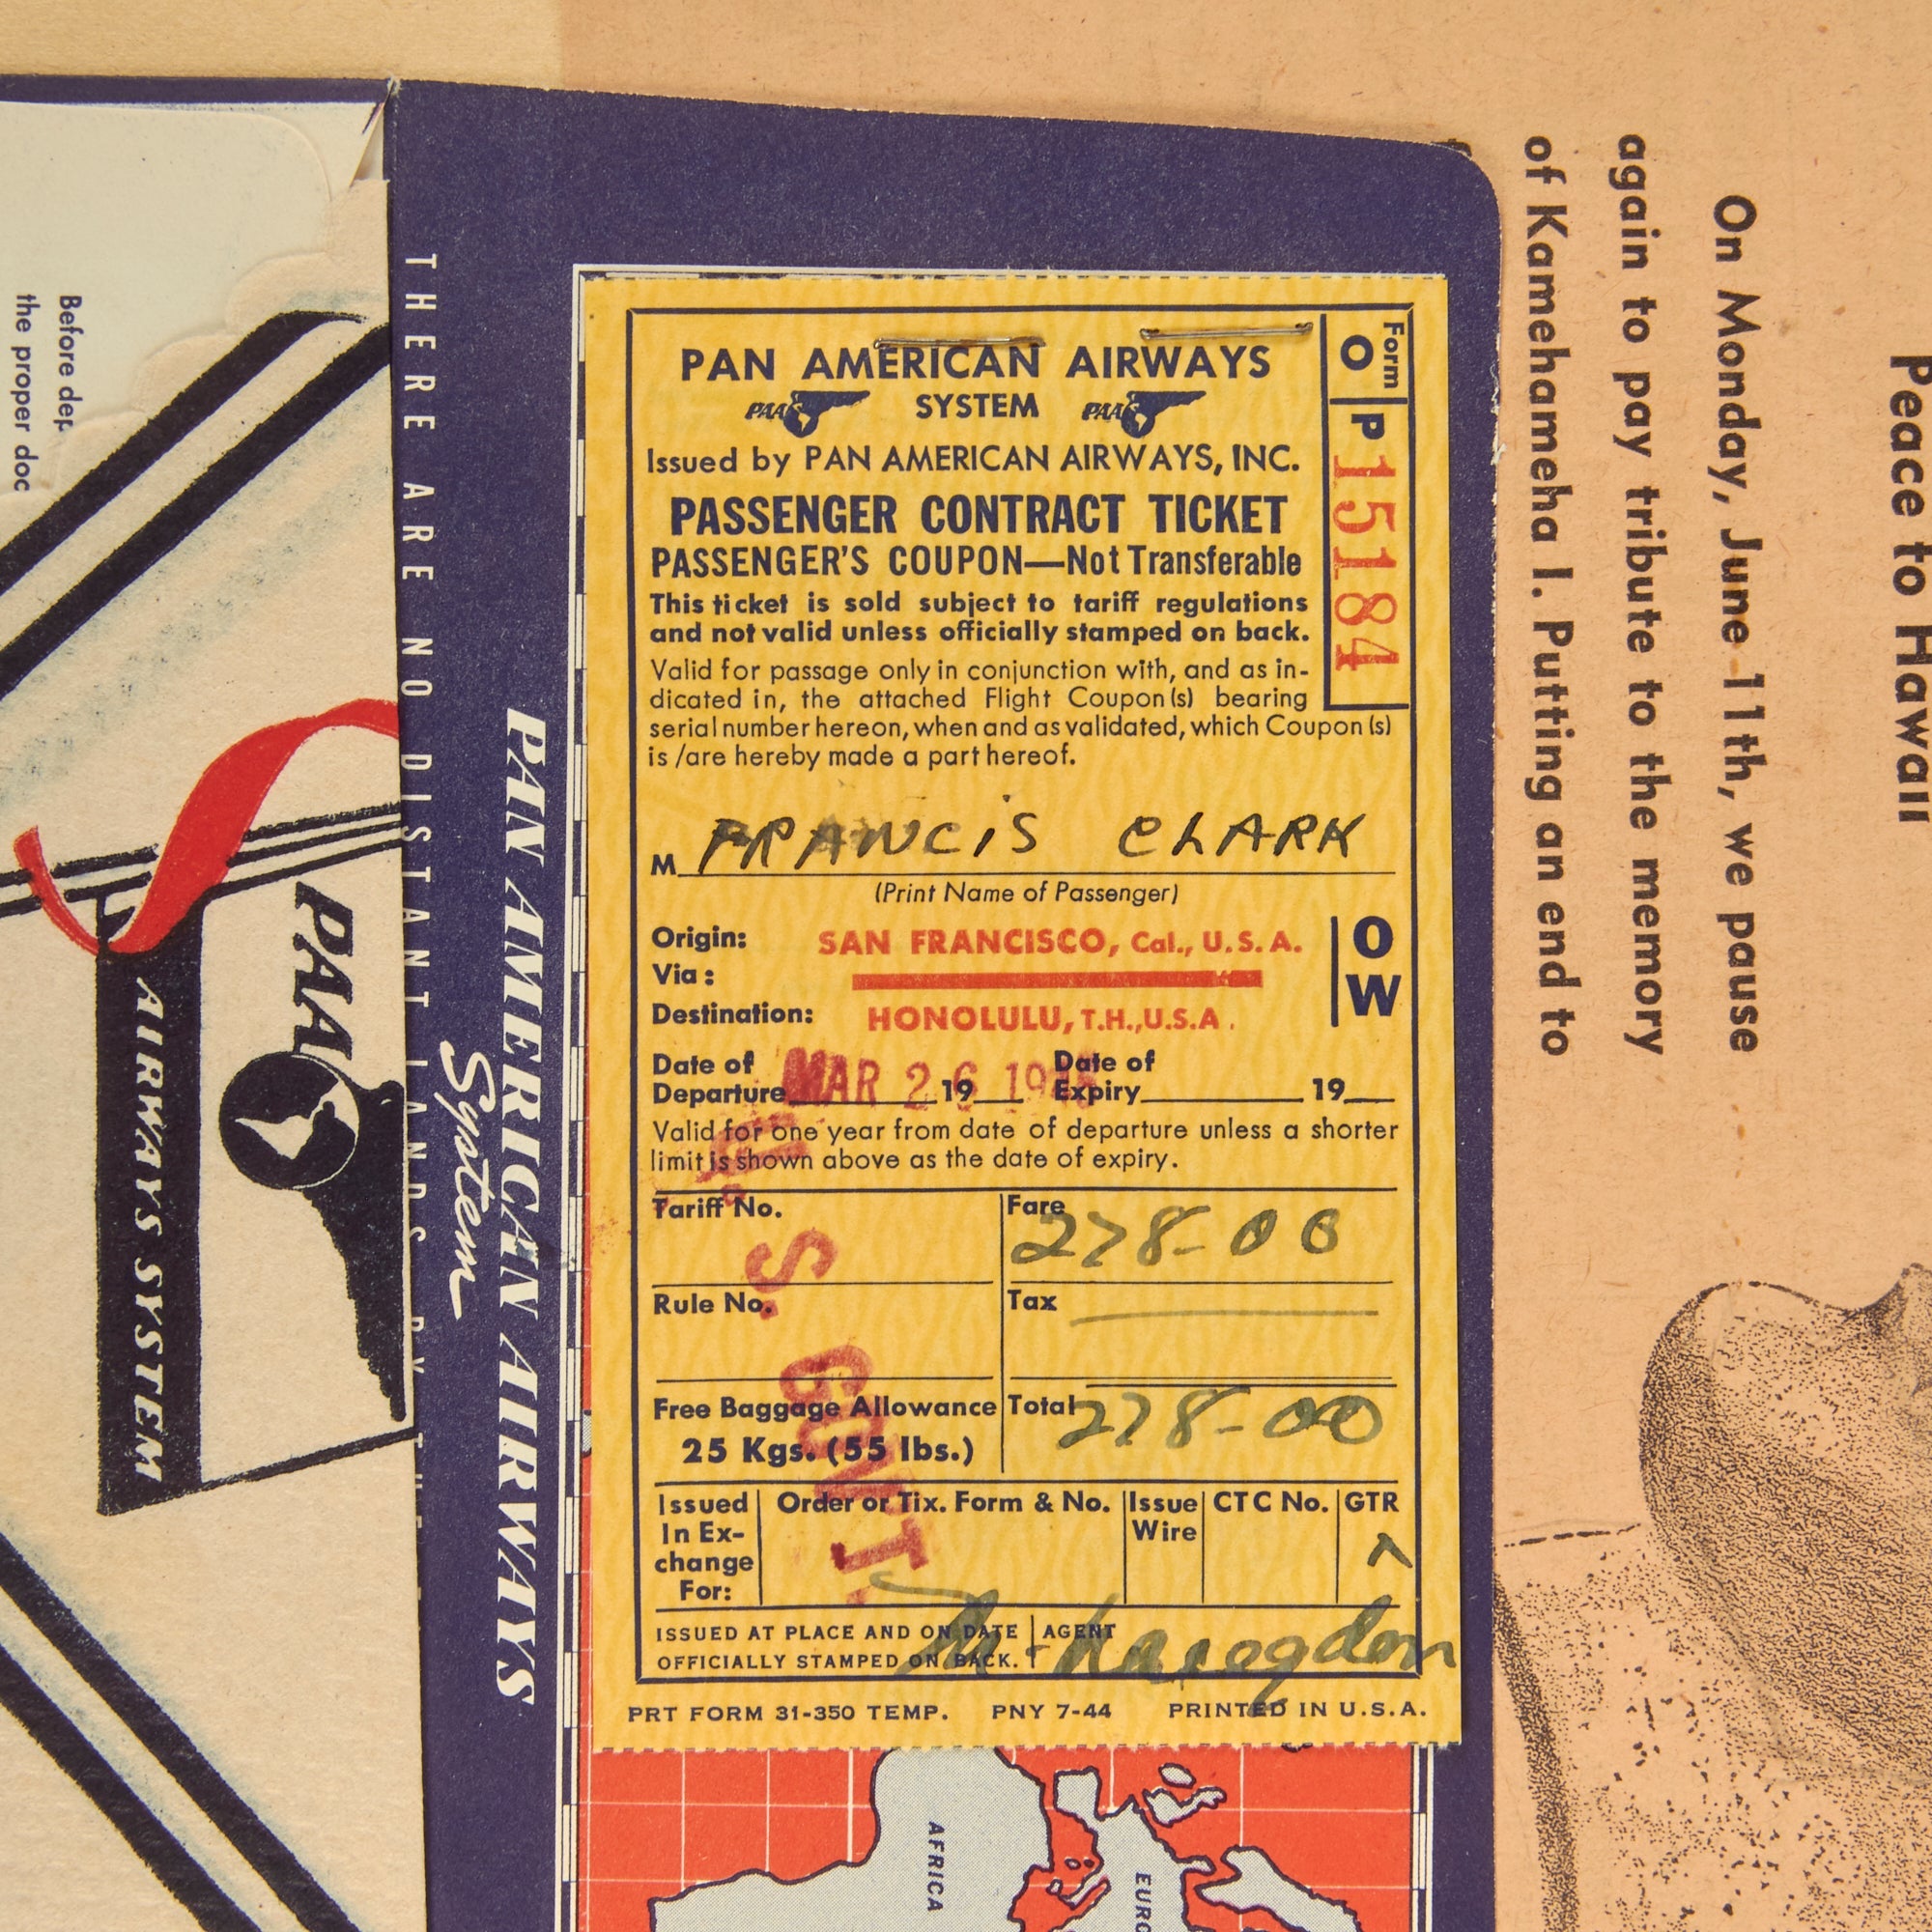 Before
the proper doc
PAA
AIRWAYS SYSTEM
THERE ARE NO DISTANT LANDS BY THE
PAN AMERICAN AIRWAYS
System
PAN AMERICAN AIRWAYS
PAA SYSTEM PAA
Issued by PAN AMERICAN AIRWAYS, INC.
PASSENGER CONTRACT TICKET
PASSENGER'S COUPON—Not Transferable
This ticket is sold subject to tariff regulations
and not valid unless officially stamped on back.
Valid for passage only in conjunction with, and as in-
dicated in, the attached Flight Coupon(s) bearing
serial number hereon, when and as validated, which Coupon(s)
is/are hereby made a part hereof.
Form
O
P 15184
M FRANCIS CLARK
(Print Name of Passenger)
Origin: SAN FRANCISCO, Cal., U.S.A.
Via:
Destination: HONOLULU, T.H., U.S.A.
O
W
Date of Departure MAR 26 19 Date of Expiry 19
Valid for one year from date of departure unless a shorter
limit is shown above as the date of expiry.
Tariff No.
Fare 278-00
Rule No.
Tax
Free Baggage Allowance
25 Kgs. (55 lbs.)
Total 278-00
U. S. GOV'T.
Issued In Ex-change For:
Order or Tix. Form & No.
Issue Wire
CTC No.
GTR
ISSUED AT PLACE AND ON DATE
OFFICIALLY STAMPED ON BACK.
AGENT
PRT FORM 31-350 TEMP. PNY 7-44 PRINTED IN U.S.A.
AFRICA
EURO
Peace to Hawaii
On Monday, June 11th, we pause
again to pay tribute to the memory
of Kamehameha I. Putting an end to